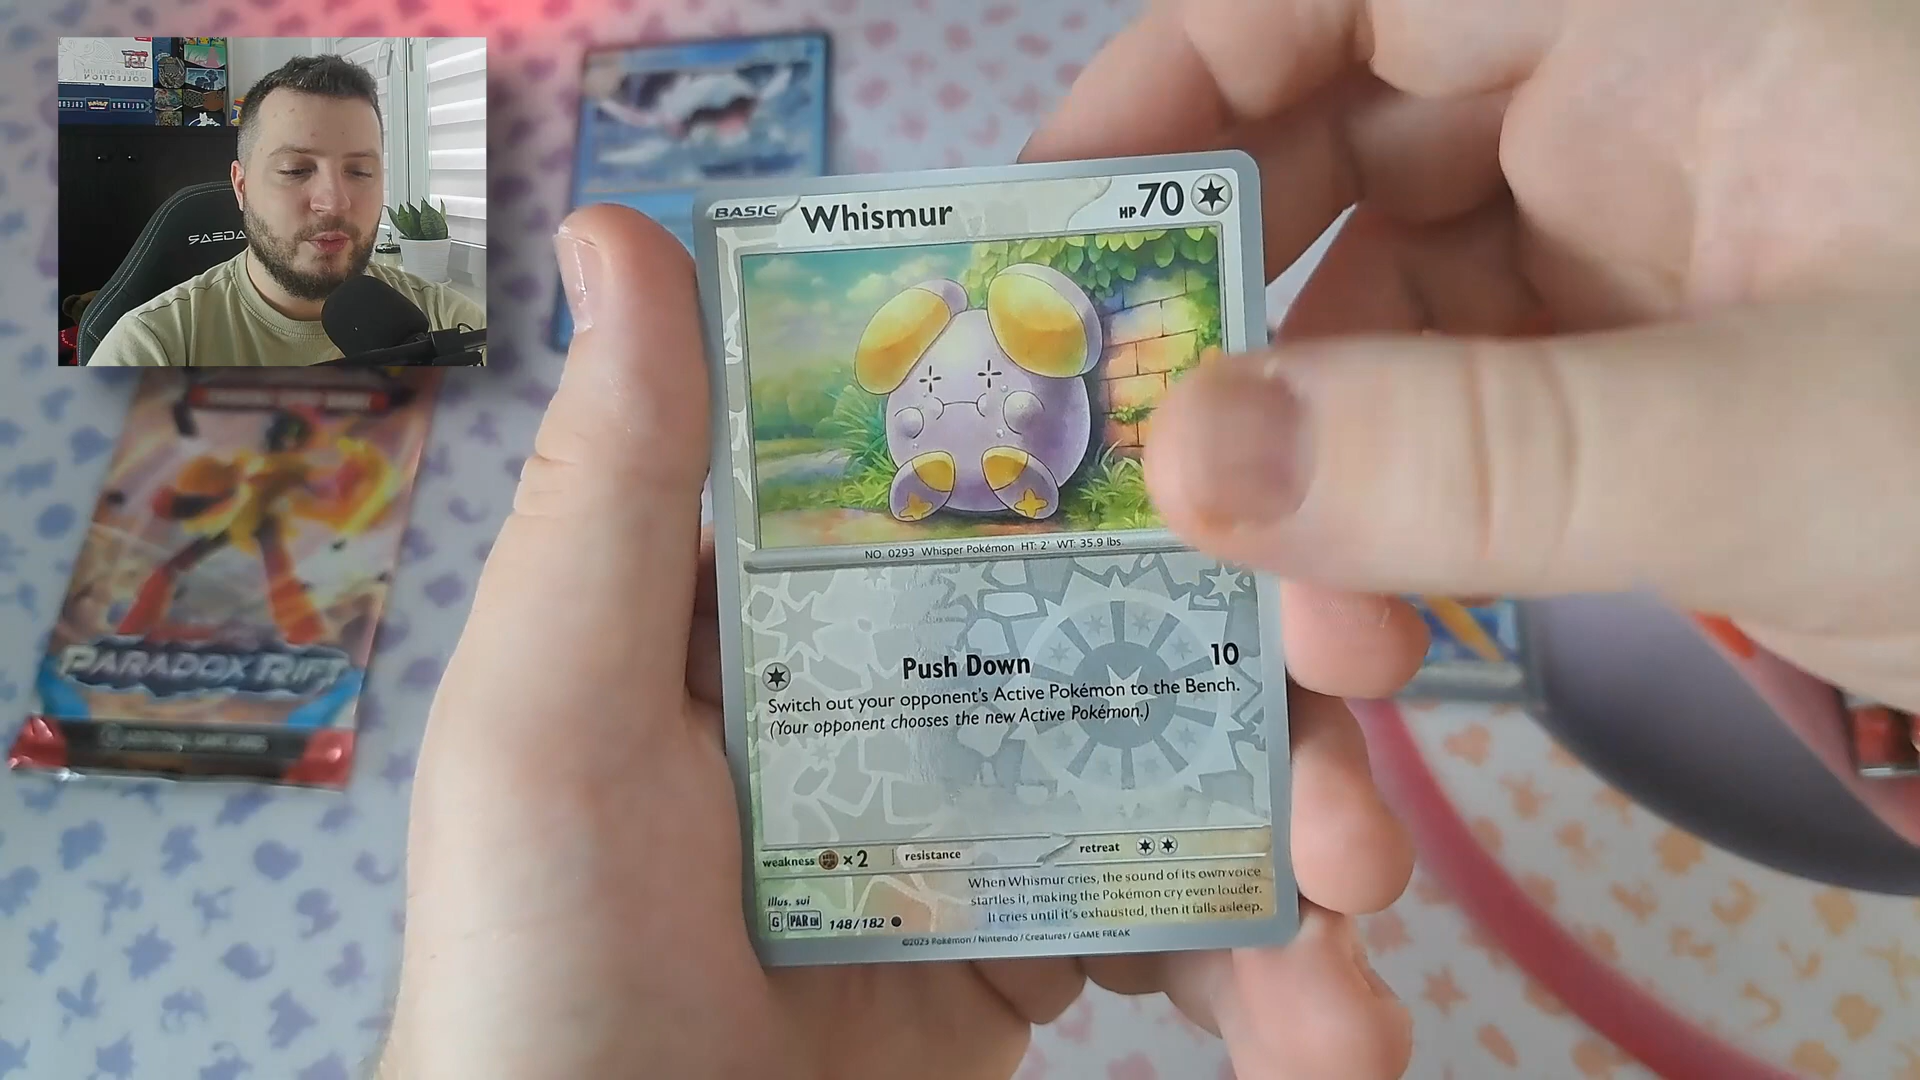 BASIC Whismur HP 70
NO. 0293 Whisper Pokémon HT: 2' WT: 35.9 lbs.
Push Down 10
Switch out your opponent's Active Pokémon to the Bench.
(Your opponent chooses the new Active Pokémon.)
weakness ×2 resistance retreat
When Whismur cries, the sound of its own voice
startles it, making the Pokémon cry even louder.
It cries until it's exhausted, then it falls asleep.
Illus. sui
G PAR EN 148/182
©2023 Pokémon / Nintendo / Creatures / GAME FREAK
PARADOX RIFT